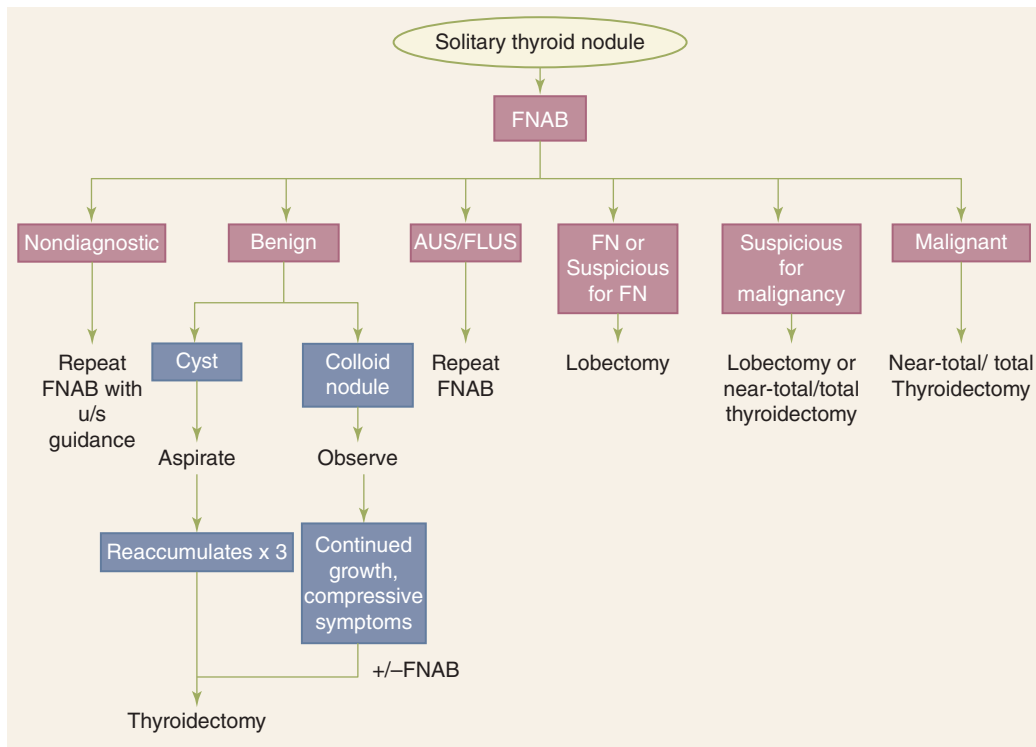 Solitary thyroid nodule
FNAB
Nondiagnostic
Benign
AUS/FLUS
FN or
Suspicious
for FN
Suspicious
for
malignancy
Malignant
Repeat
FNAB with
u/s
guidance
Cyst
Colloid
nodule
Repeat
FNAB
Lobectomy
Lobectomy or
near-total/total
thyroidectomy
Near-total/ total
Thyroidectomy
Aspirate
Observe
Reaccumulates x 3
Continued
growth,
compressive
symptoms
+/–FNAB
Thyroidectomy